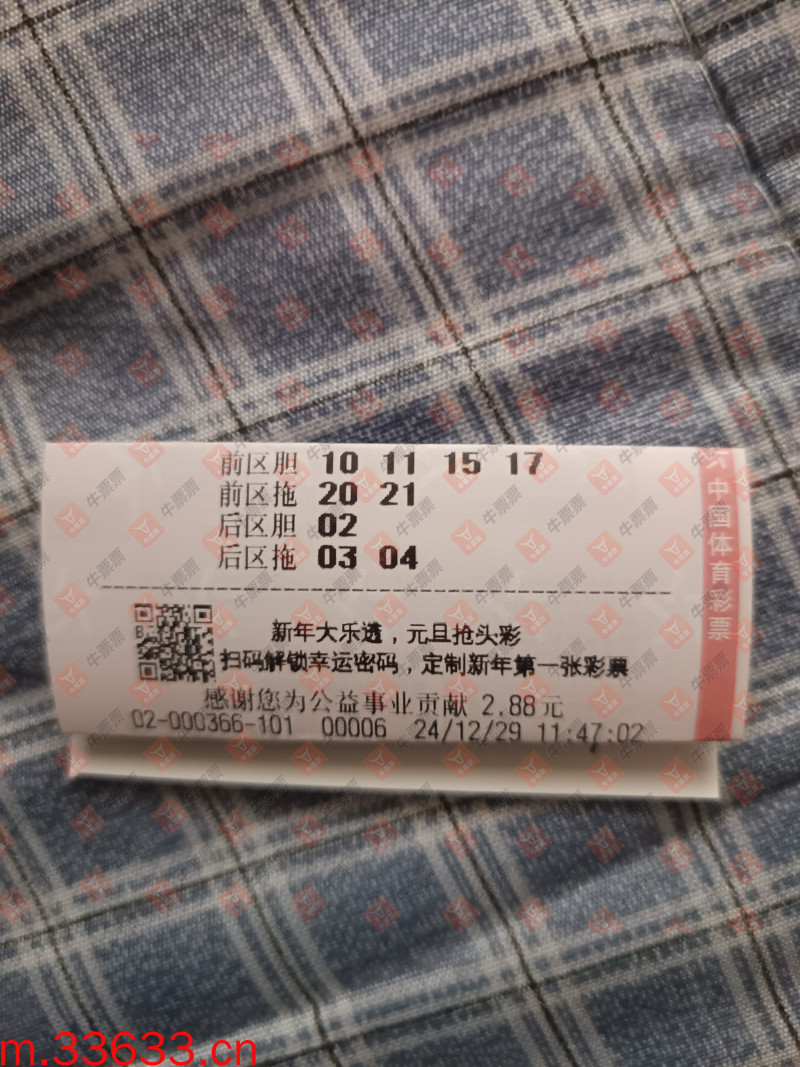 前区胆 10 11 15 17
前区拖 20 21
后区胆 02
后区拖 03 04
中国体育彩票
新年大乐透，元旦抢头彩
扫码解锁幸运密码，定制新年第一张彩票
感谢您为公益事业贡献 2.88元
02-000366-101 00006 24/12/29 11:47:02
牛票票
m.33633.cn